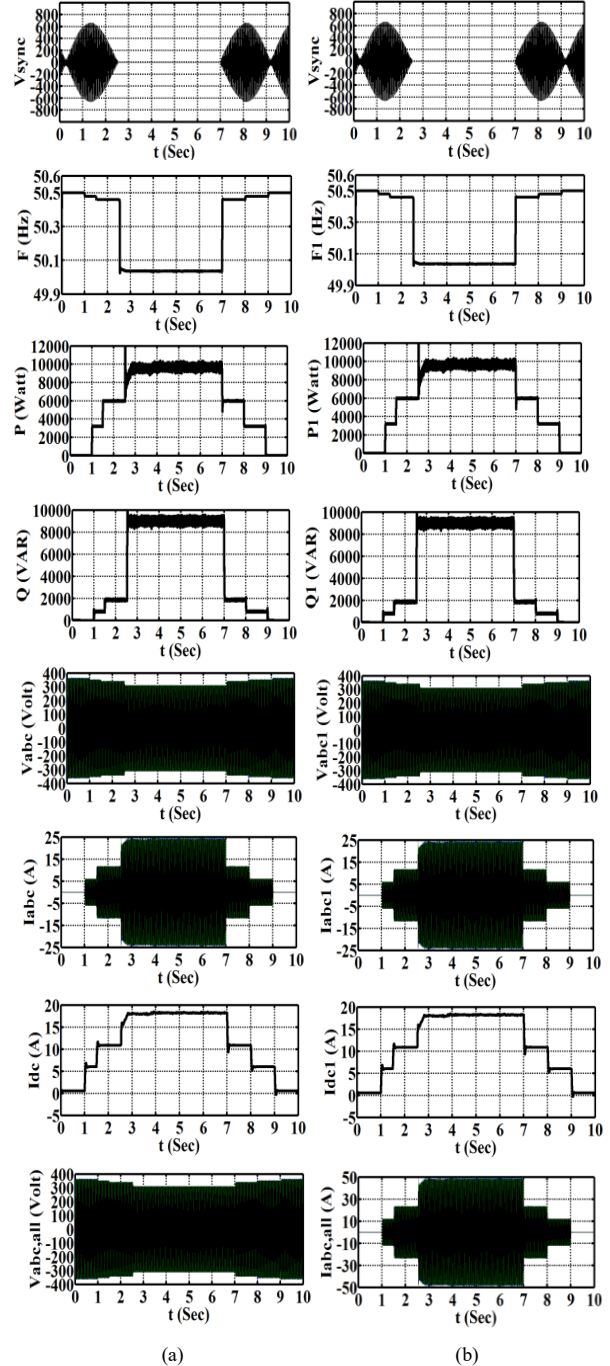 Vsync
800
600
400
200
0
-200
-400
-600
-800
0 1 2 3 4 5 6 7 8 9 10
t (Sec)
Vsync
800
600
400
200
0
-200
-400
-600
-800
0 1 2 3 4 5 6 7 8 9 10
t (Sec)
F (Hz)
50.6
50.5
50.3
50.1
49.9
0 1 2 3 4 5 6 7 8 9 10
t (Sec)
F1 (Hz)
50.6
50.5
50.3
50.1
49.9
0 1 2 3 4 5 6 7 8 9 10
t (Sec)
P (Watt)
12000
10000
8000
6000
4000
2000
0
0 1 2 3 4 5 6 7 8 9 10
t (Sec)
P1 (Watt)
12000
10000
8000
6000
4000
2000
0
0 1 2 3 4 5 6 7 8 9 10
t (Sec)
Q (VAR)
10000
8000
6000
4000
2000
0
0 1 2 3 4 5 6 7 8 9 10
t (Sec)
Q1 (VAR)
10000
8000
6000
4000
2000
0
0 1 2 3 4 5 6 7 8 9 10
t (Sec)
Vabc (Volt)
400
300
200
100
0
-100
-200
-300
-400
0 1 2 3 4 5 6 7 8 9 10
t (Sec)
Vabc1 (Volt)
400
300
200
100
0
-100
-200
-300
-400
0 1 2 3 4 5 6 7 8 9 10
t (Sec)
Iabc (A)
25
15
5
-5
-15
-25
0 1 2 3 4 5 6 7 8 9 10
t (Sec)
Iabc1 (A)
25
15
5
-5
-15
-25
0 1 2 3 4 5 6 7 8 9 10
t (Sec)
Idc (A)
20
15
10
5
0
-5
0 1 2 3 4 5 6 7 8 9 10
t (Sec)
Idc1 (A)
20
15
10
5
0
-5
0 1 2 3 4 5 6 7 8 9 10
t (Sec)
Vabc,all (Volt)
400
300
200
100
0
-100
-200
-300
-400
0 1 2 3 4 5 6 7 8 9 10
t (Sec)
Iabc,all (A)
50
30
10
-10
-30
-50
0 1 2 3 4 5 6 7 8 9 10
t (Sec)
(a)
(b)